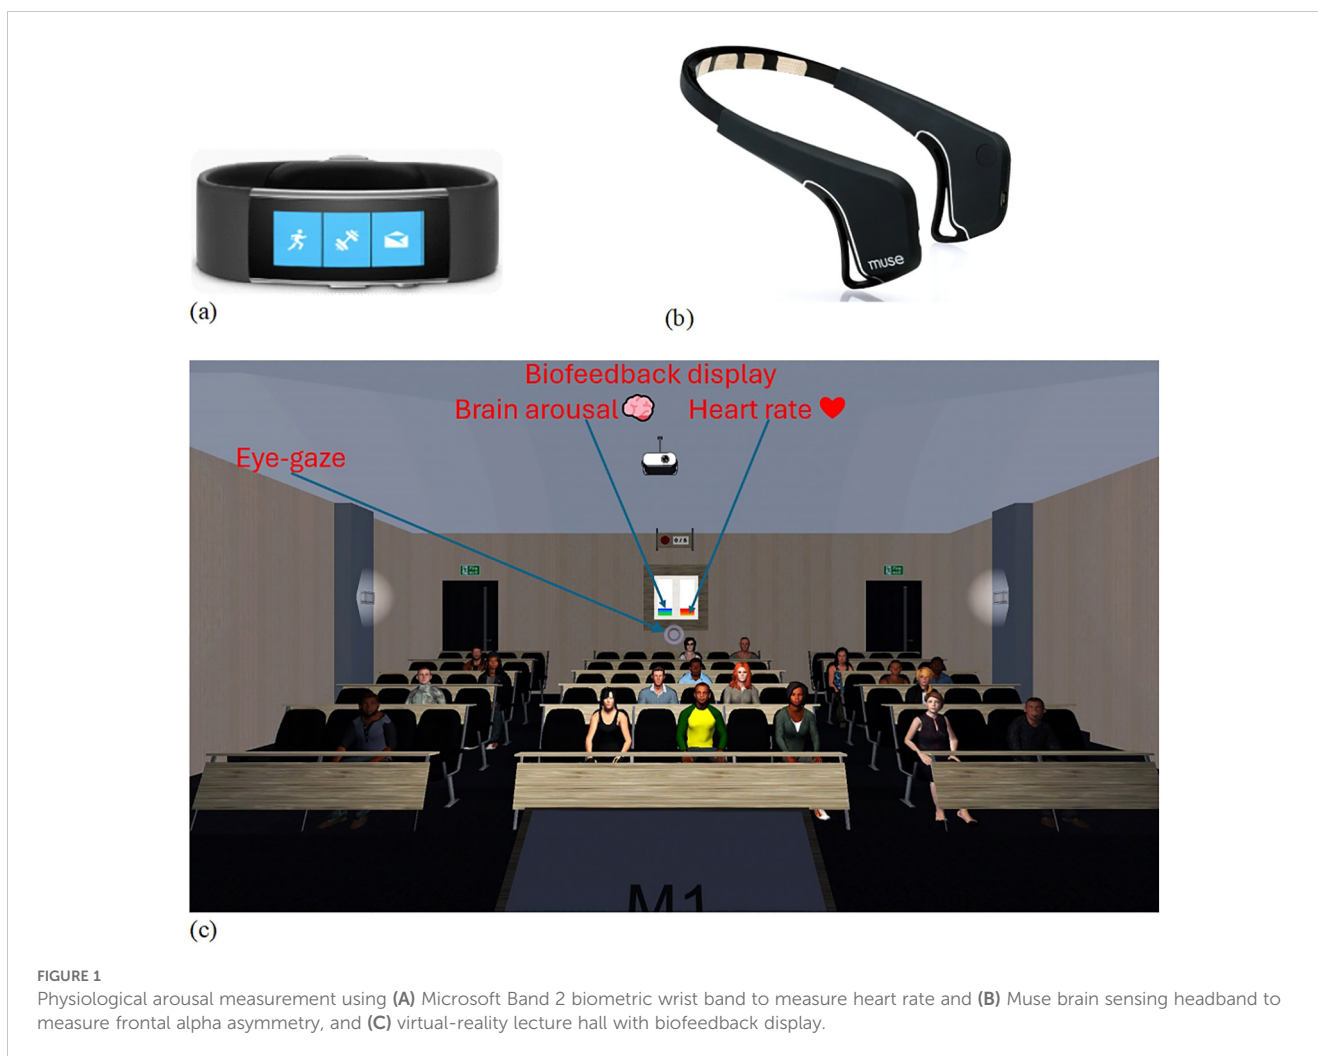 muse
(a)
(b)
Biofeedback display
Brain arousal Heart rate
Eye-gaze
0/8
M1
(c)
FIGURE 1
Physiological arousal measurement using (A) Microsoft Band 2 biometric wrist band to measure heart rate and (B) Muse brain sensing headband to
measure frontal alpha asymmetry, and (C) virtual-reality lecture hall with biofeedback display.